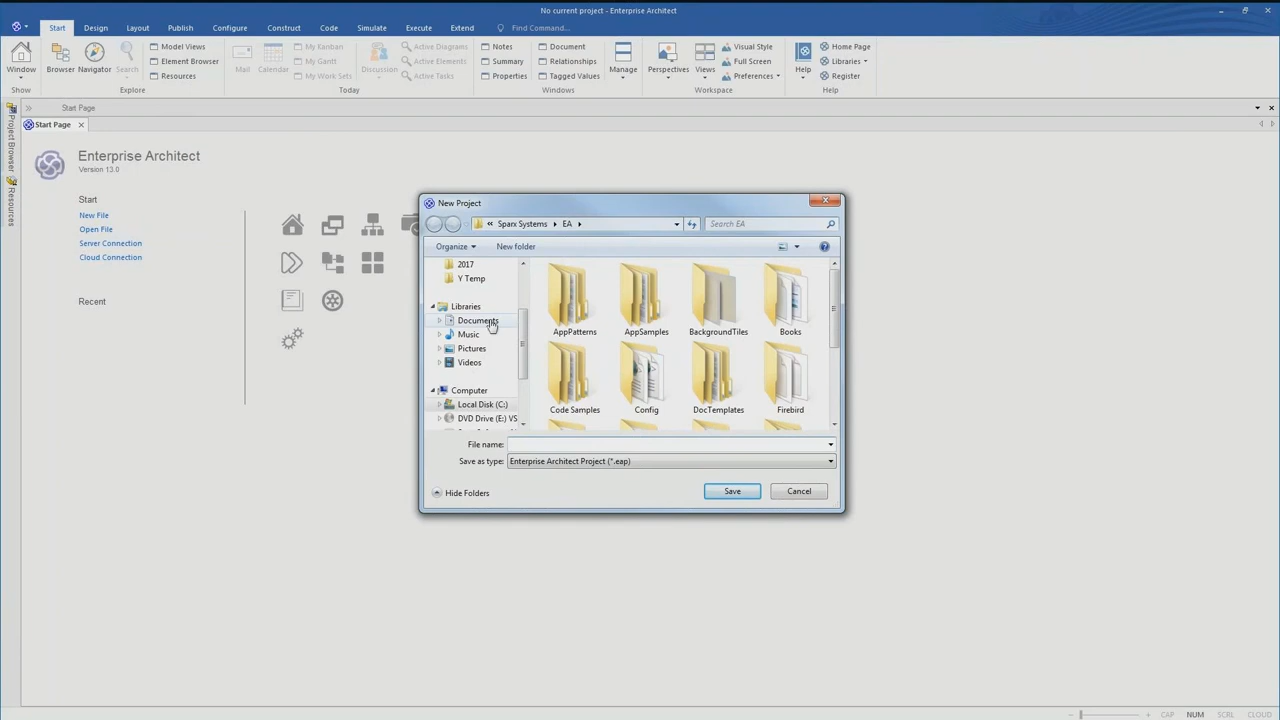 No current project - Enterprise Architect
Start Design Layout Publish Configure Construct Code Simulate Execute Extend Find Command...
Window
Show
Browser
Navigator
Search
Model Views
Element Browser
Resources
Explore
Mail
Calendar
My Kanban
My Gantt
My Work Sets
Today
Discussion
Active Diagrams
Active Elements
Active Tasks
Notes
Summary
Properties
Document
Relationships
Tagged Values
Windows
Manage
Perspectives
Views
Visual Style
Full Screen
Preferences
Workspace
Help
Home Page
Libraries
Register
Help
Start Page
Start Page
Project Browser
Resources
Enterprise Architect
Version 13.0
Start
New File
Open File
Server Connection
Cloud Connection
Recent
New Project
« Sparx Systems EA
Search EA
Organize New folder
2017
Y Temp
Libraries
Documents
Music
Pictures
Videos
Computer
Local Disk (C:)
DVD Drive (E:) VS
AppPatterns AppSamples BackgroundTiles Books
Code Samples Config DocTemplates Firebird
File name:
Save as type: Enterprise Architect Project (*.eap)
Hide Folders
Save Cancel
CAP NUM SCRL CLOUD